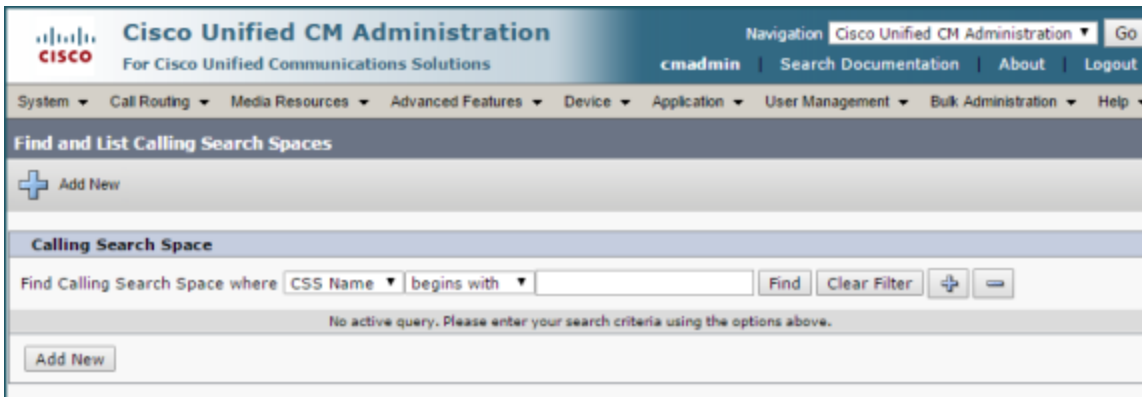 Cisco Unified CM Administration
For Cisco Unified Communications Solutions
CISCO
Navigation Cisco Unified CM Administration Go
cmadmin | Search Documentation | About | Logout
System Call Routing Media Resources Advanced Features Device Application User Management Bulk Administration Help
Find and List Calling Search Spaces
Add New
Calling Search Space
Find Calling Search Space where CSS Name begins with Find Clear Filter
No active query. Please enter your search criteria using the options above.
Add New